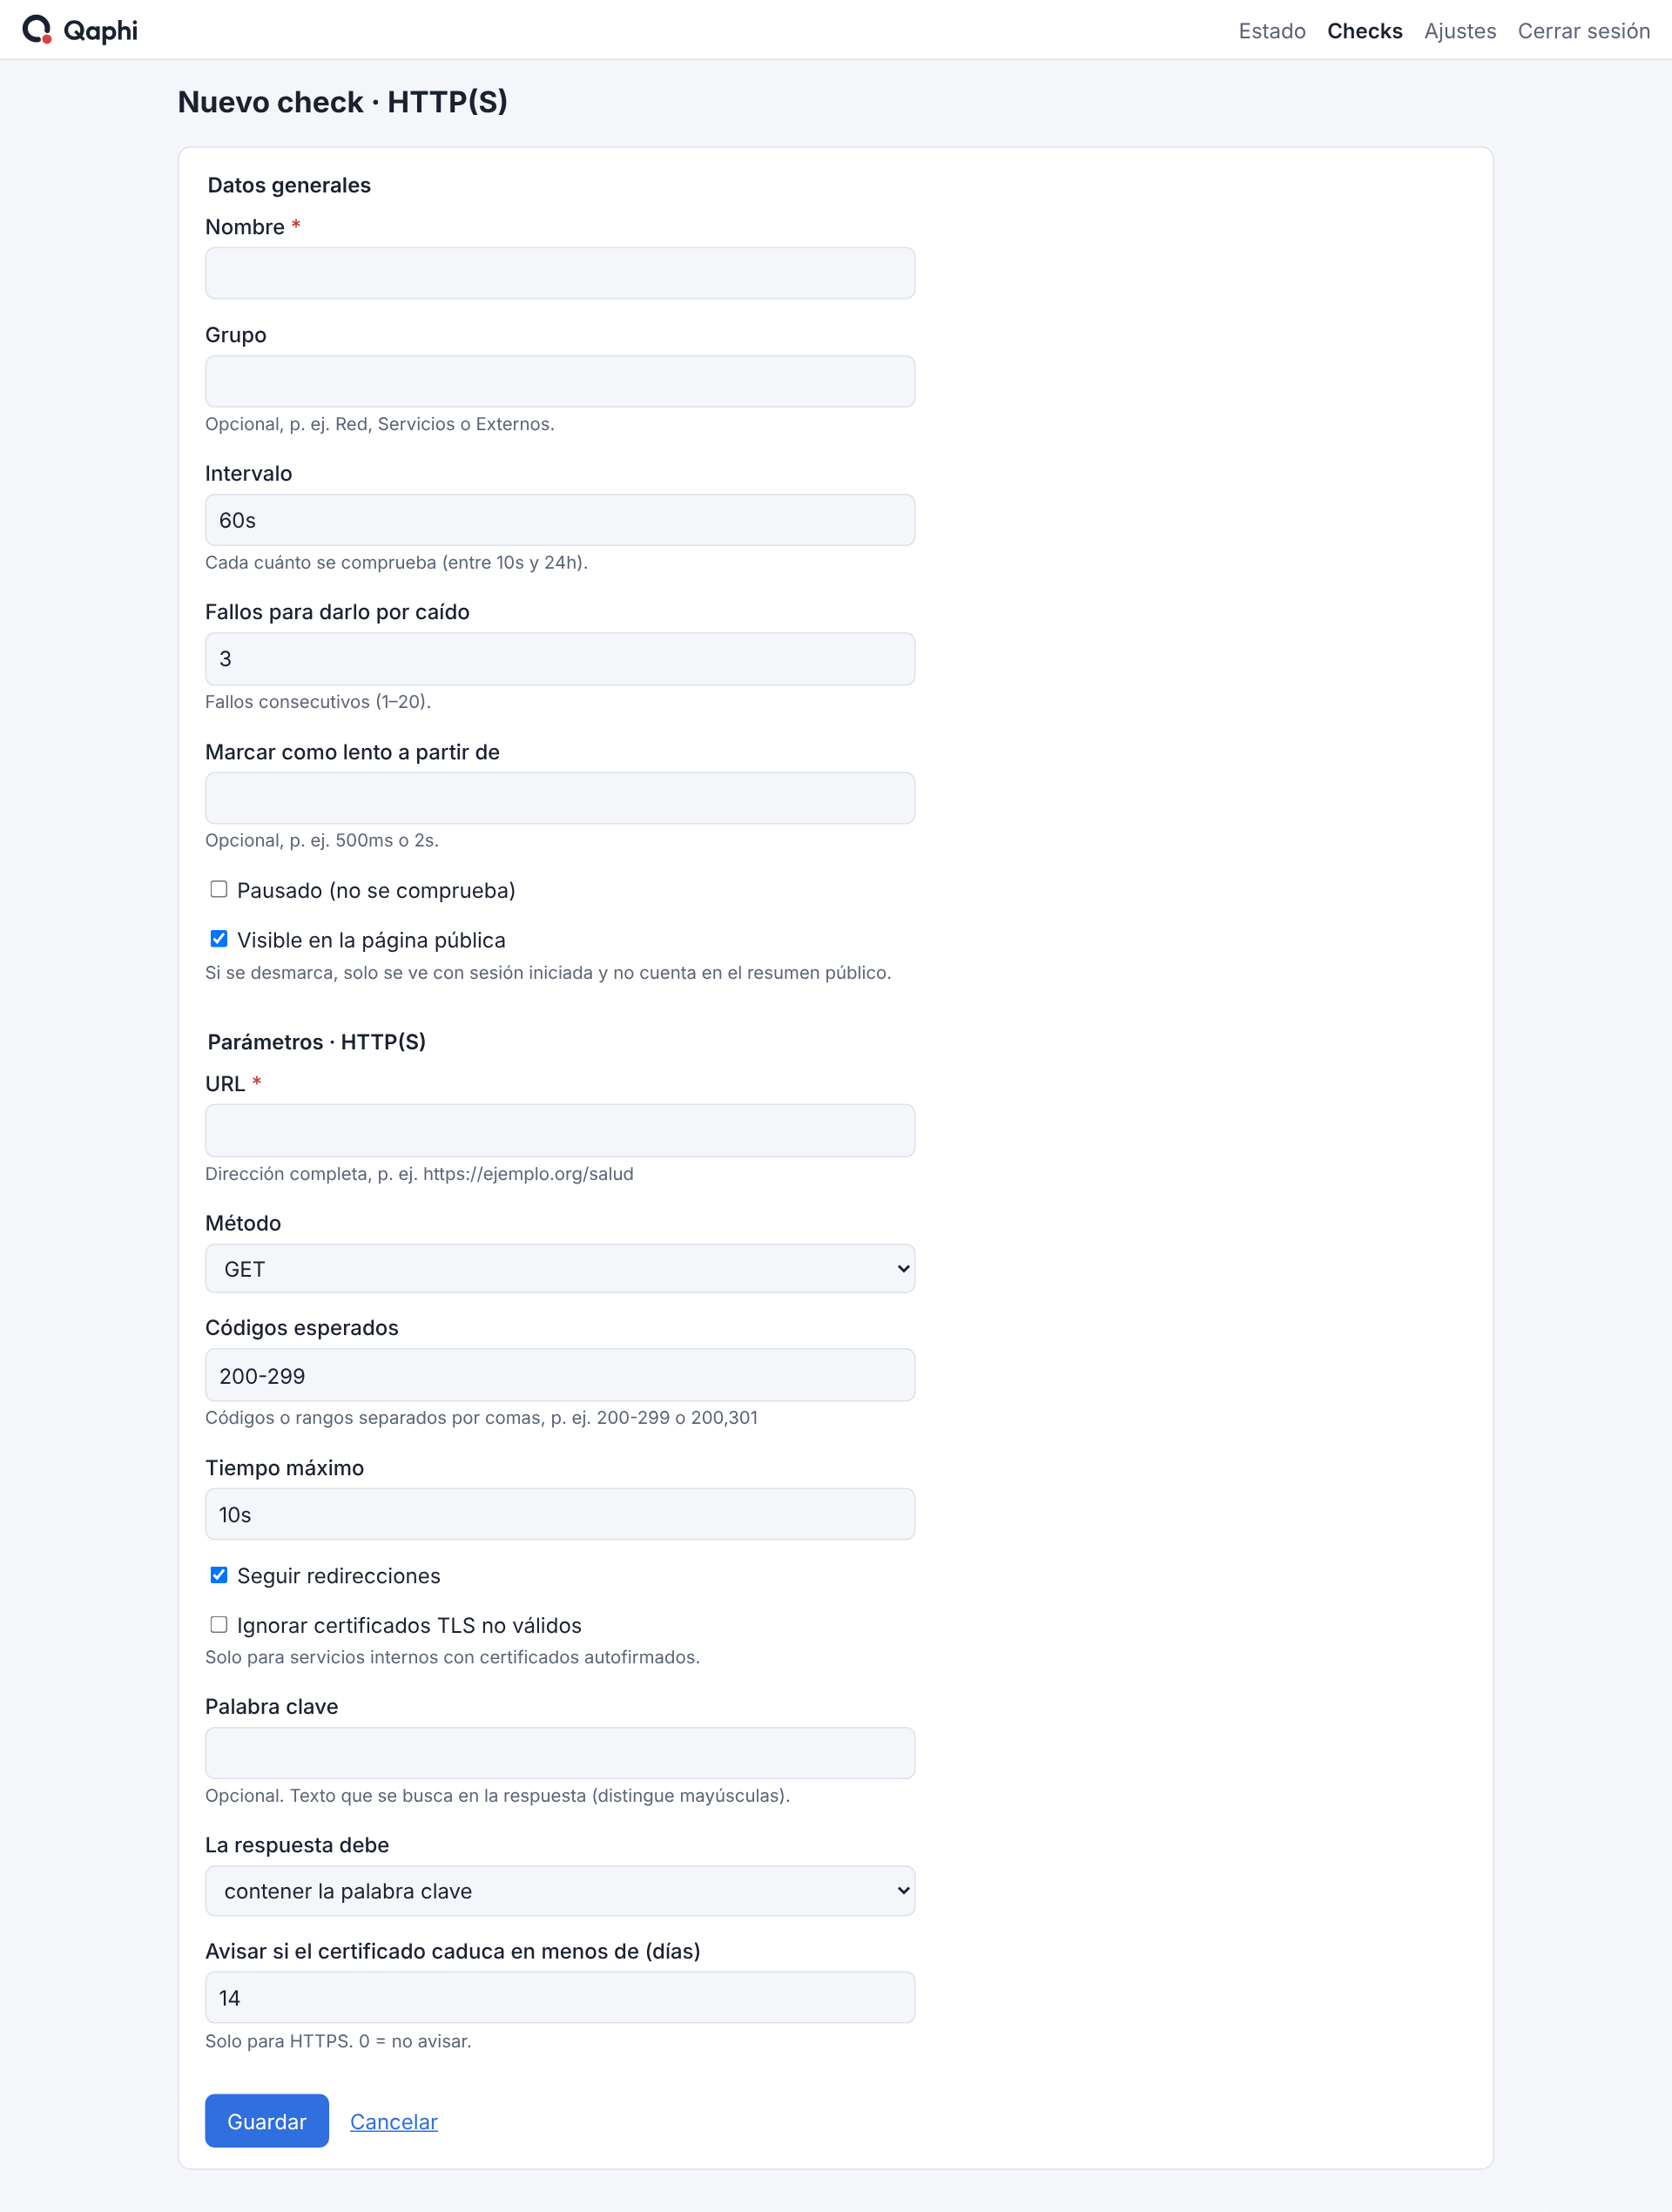 Qaphi
Estado Checks Ajustes Cerrar sesión
Nuevo check · HTTP(S)
Datos generales
Nombre *
Grupo
Opcional, p. ej. Red, Servicios o Externos.
Intervalo
60s
Cada cuánto se comprueba (entre 10s y 24h).
Fallos para darlo por caído
3
Fallos consecutivos (1–20).
Marcar como lento a partir de
Opcional, p. ej. 500ms o 2s.
Pausado (no se comprueba)
Visible en la página pública
Si se desmarca, solo se ve con sesión iniciada y no cuenta en el resumen público.
Parámetros · HTTP(S)
URL *
Dirección completa, p. ej. https://ejemplo.org/salud
Método
GET
Códigos esperados
200-299
Códigos o rangos separados por comas, p. ej. 200-299 o 200,301
Tiempo máximo
10s
Seguir redirecciones
Ignorar certificados TLS no válidos
Solo para servicios internos con certificados autofirmados.
Palabra clave
Opcional. Texto que se busca en la respuesta (distingue mayúsculas).
La respuesta debe
contener la palabra clave
Avisar si el certificado caduca en menos de (días)
14
Solo para HTTPS. 0 = no avisar.
Guardar Cancelar